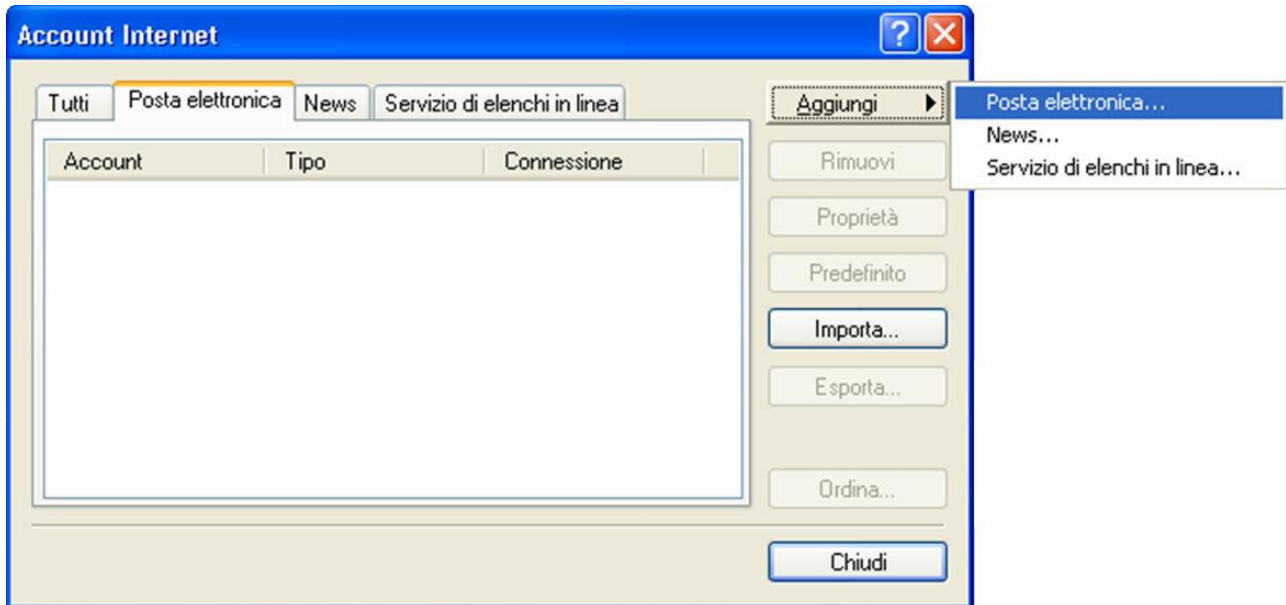 Account Internet
Tutti Posta elettronica News Servizio di elenchi in linea
Aggiungi
Posta elettronica...
News...
Servizio di elenchi in linea...
Account Tipo Connessione
Rimuovi
Proprietà
Predefinito
Importa...
Esporta...
Ordina...
Chiudi